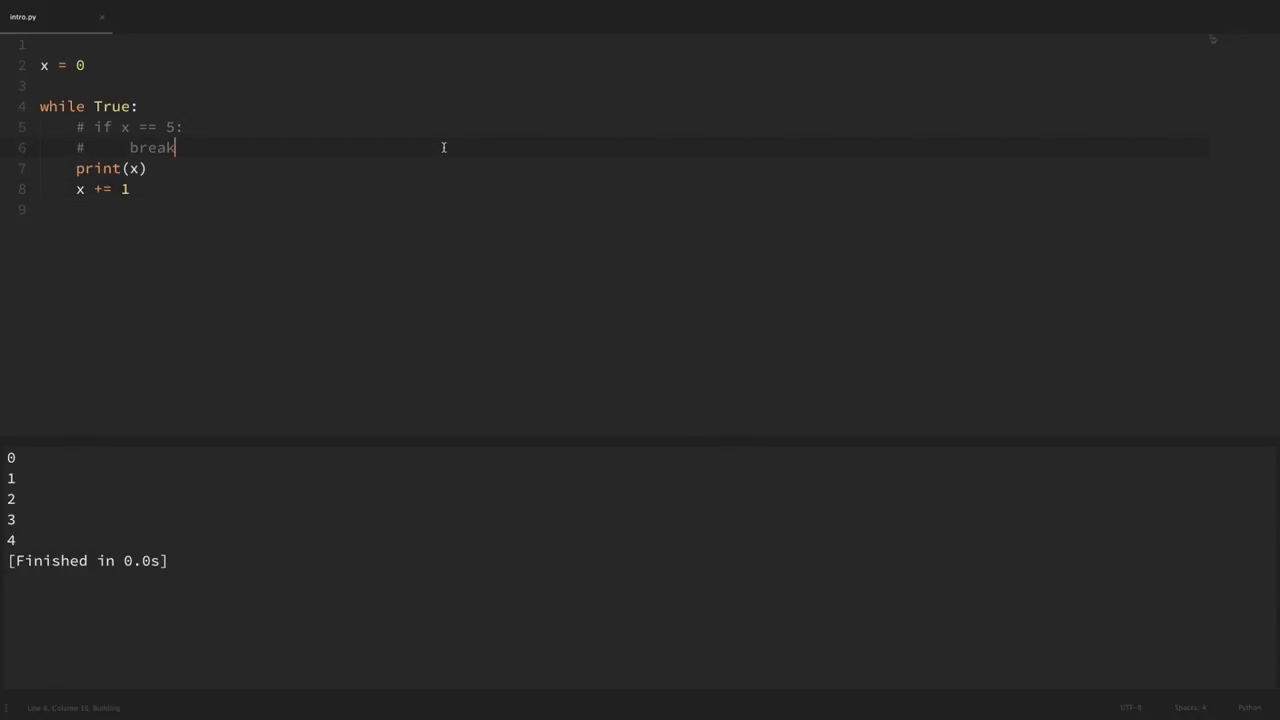 intro.py ×
1
2 x = 0
3
4 while True:
5     # if x == 5:
6     #     break
7     print(x)
8     x += 1
9
0
1
2
3
4
[Finished in 0.0s]
Line 6, Column 16; Building UTF-8 Spaces: 4 Python